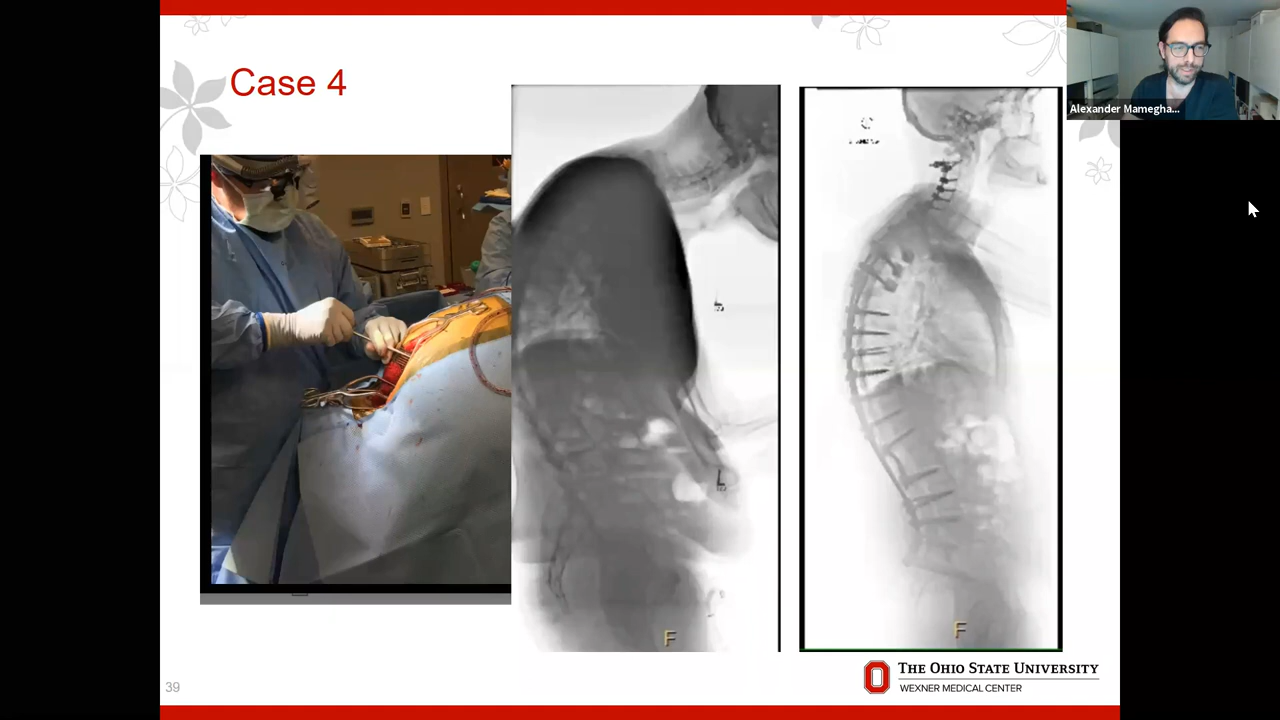 Case 4
Alexander Mamegha...
L
F
F
39
THE OHIO STATE UNIVERSITY
WEXNER MEDICAL CENTER